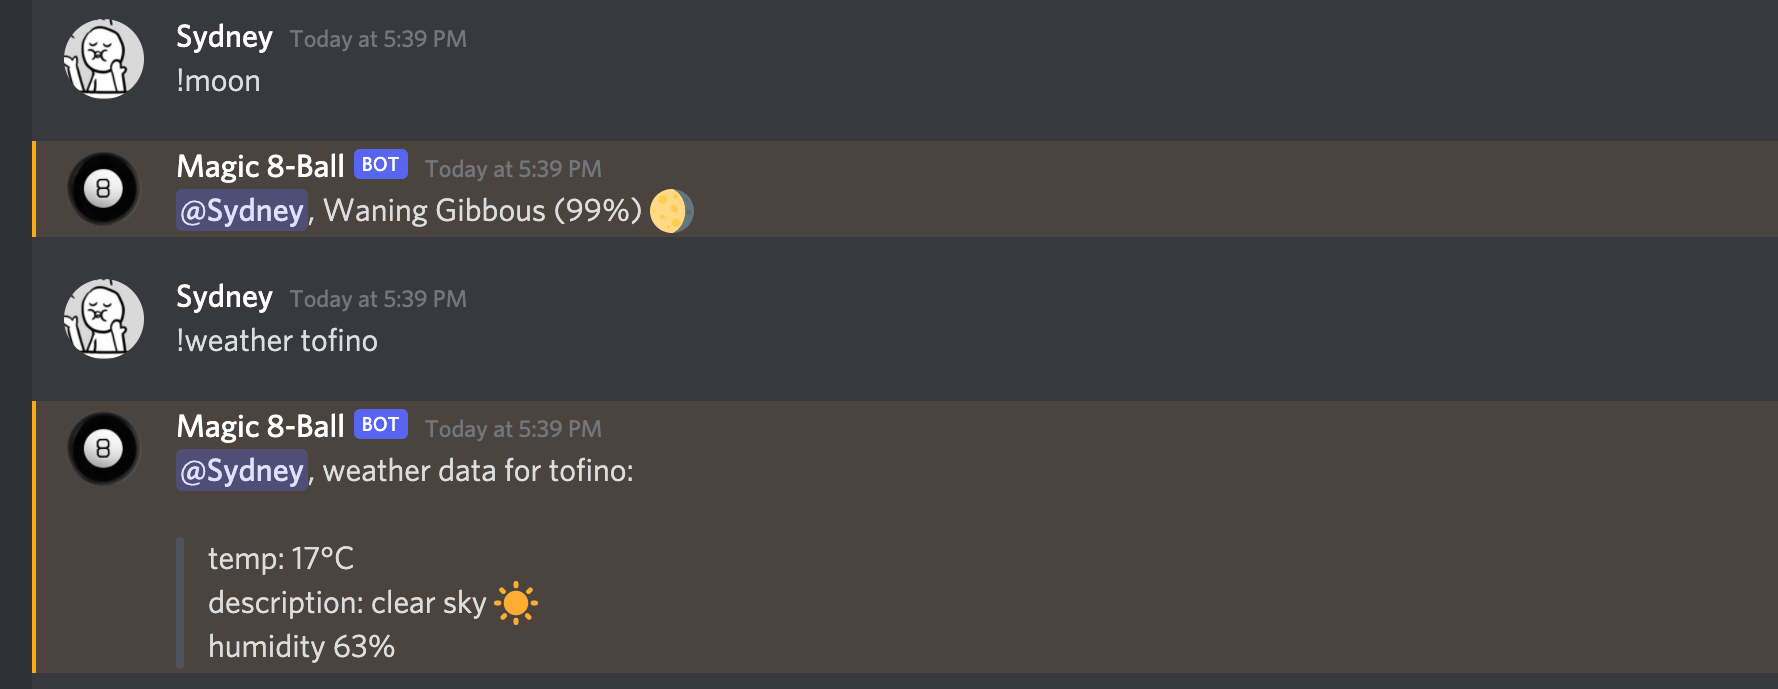 Sydney Today at 5:39 PM
!moon
8
Magic 8-Ball BOT Today at 5:39 PM
@Sydney, Waning Gibbous (99%) 🌖
Sydney Today at 5:39 PM
!weather tofino
8
Magic 8-Ball BOT Today at 5:39 PM
@Sydney, weather data for tofino:
temp: 17°C
description: clear sky ☀️
humidity 63%